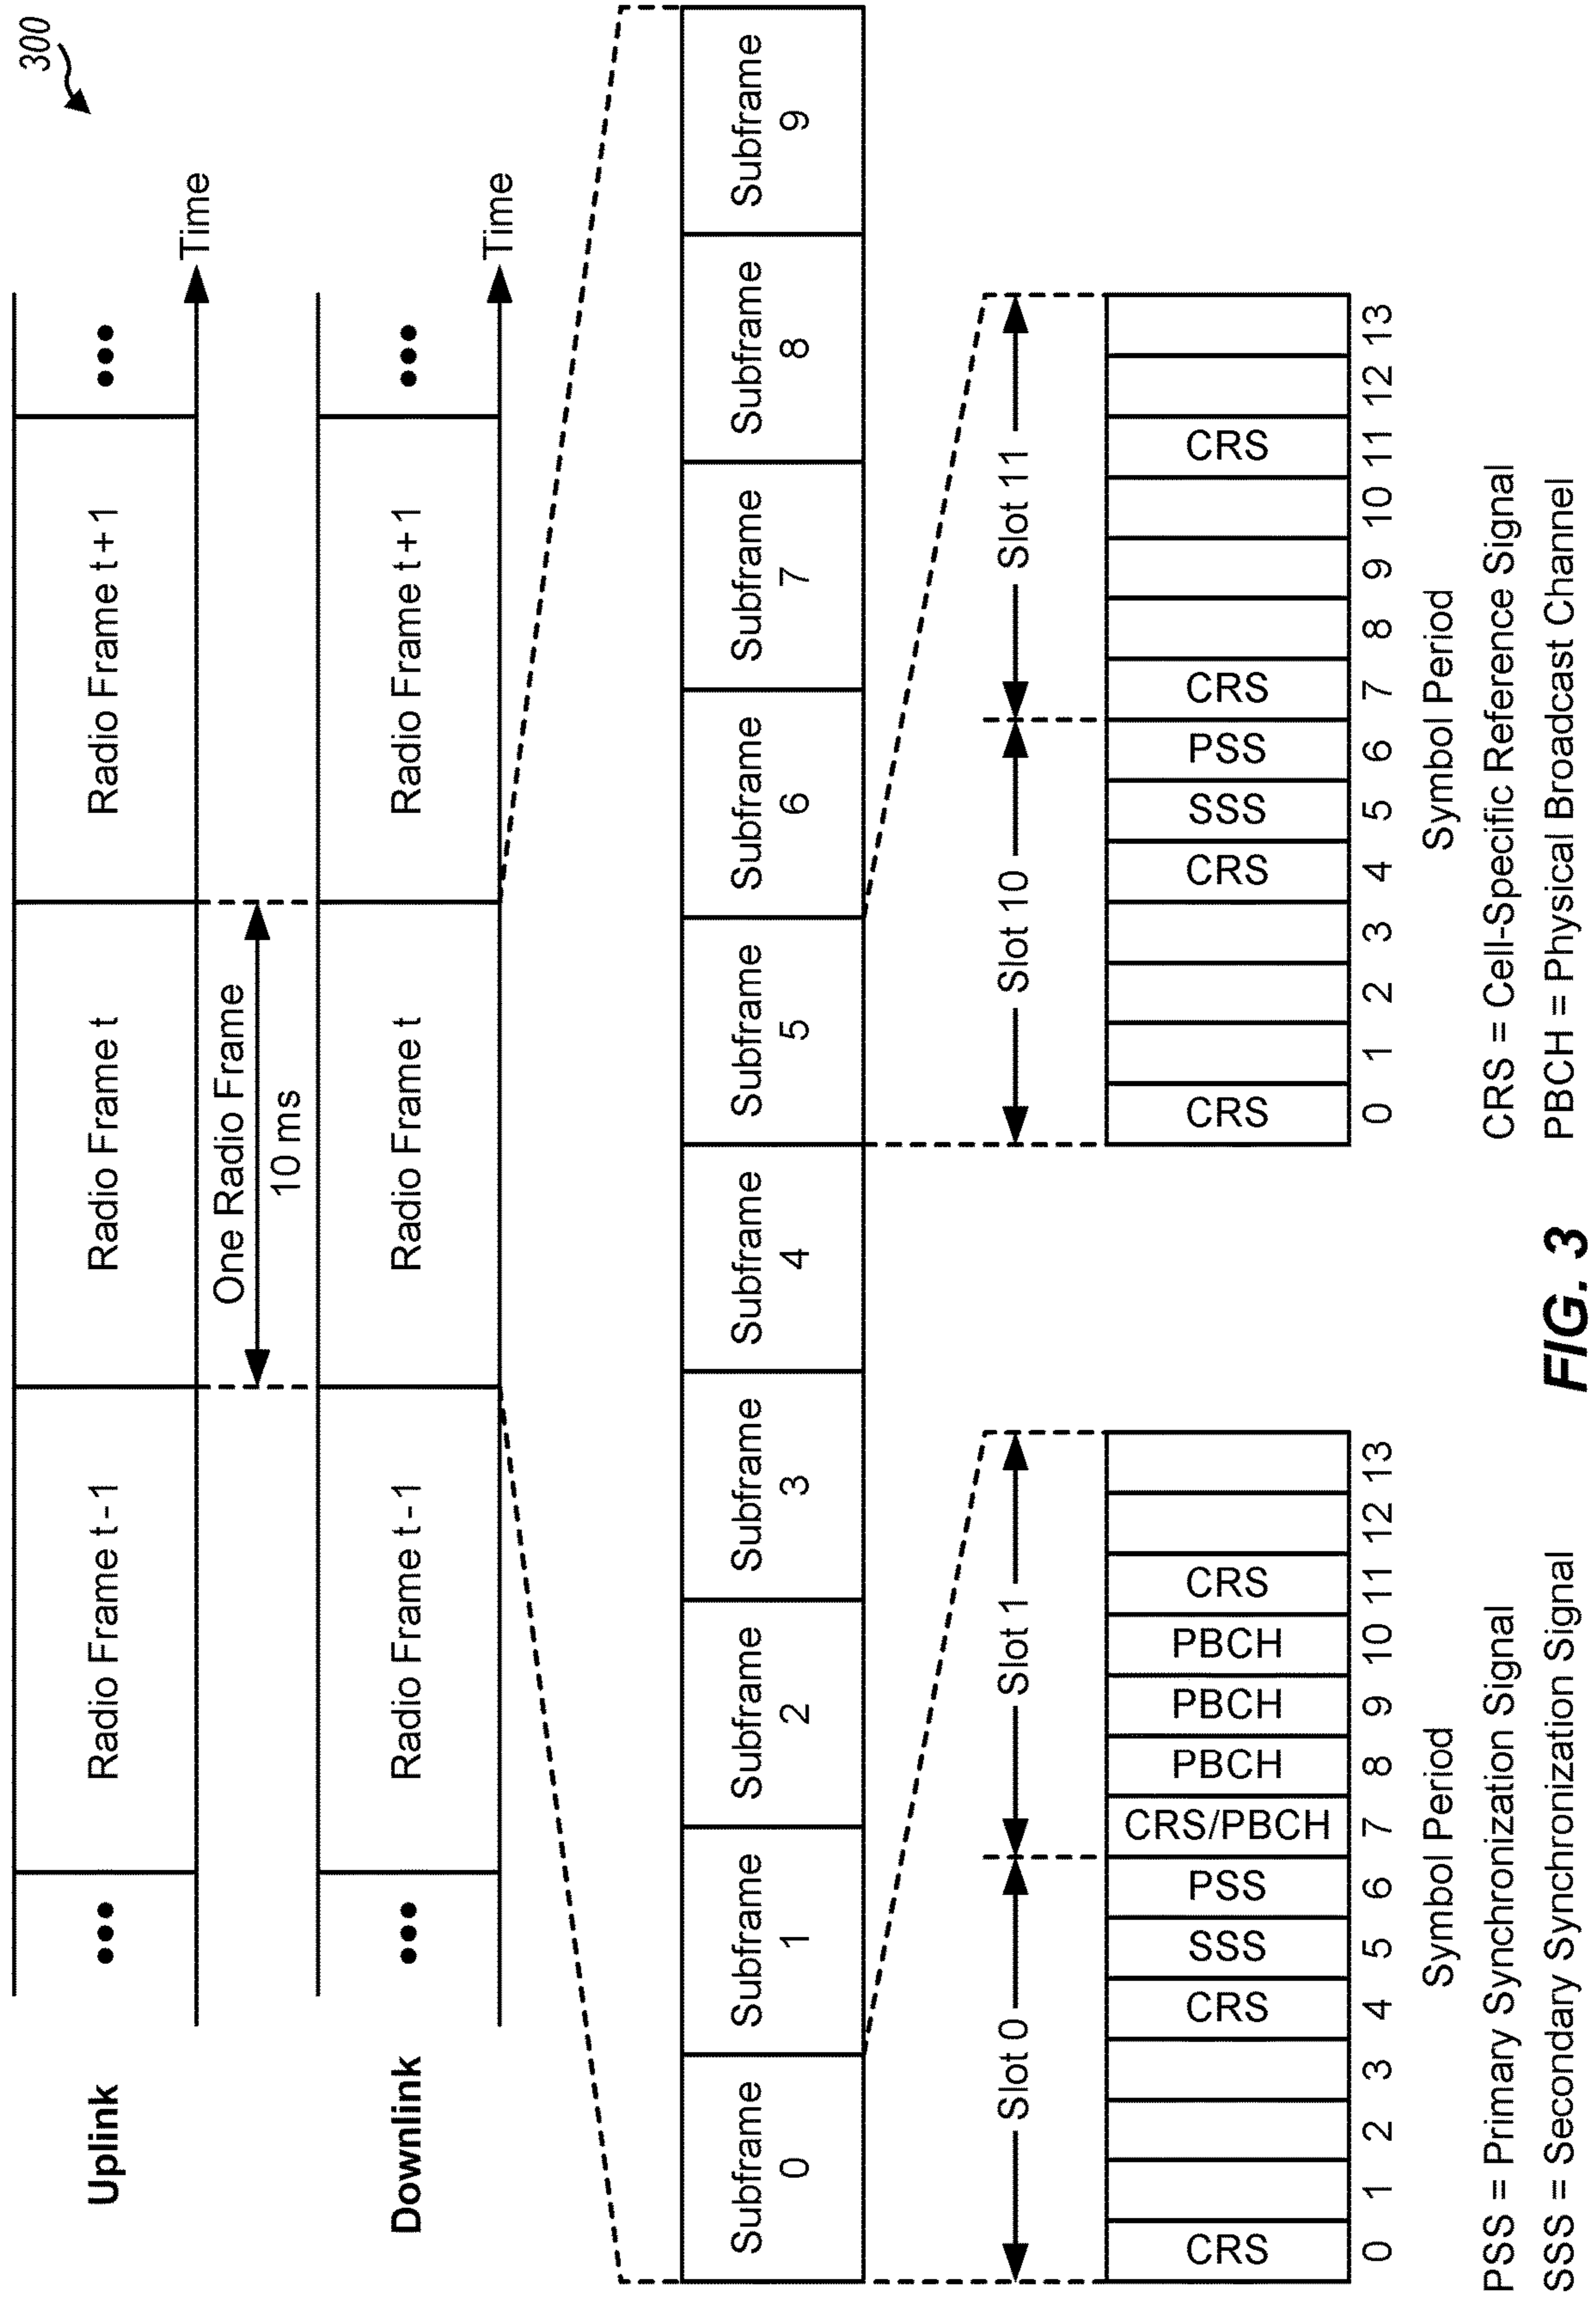 300
Uplink
••• Radio Frame t - 1 Radio Frame t Radio Frame t + 1 •••
Time
One Radio Frame
10 ms
Downlink
••• Radio Frame t - 1 Radio Frame t Radio Frame t + 1 •••
Time
Subframe Subframe Subframe Subframe Subframe Subframe Subframe Subframe Subframe Subframe
0 1 2 3 4 5 6 7 8 9
Slot 0 Slot 1
CRS CRS SSS PSS CRS/PBCH PBCH PBCH PBCH CRS
0 1 2 3 4 5 6 7 8 9 10 11 12 13
Symbol Period
Slot 10 Slot 11
CRS CRS SSS PSS CRS CRS
0 1 2 3 4 5 6 7 8 9 10 11 12 13
Symbol Period
PSS = Primary Synchronization Signal
SSS = Secondary Synchronization Signal
CRS = Cell-Specific Reference Signal
PBCH = Physical Broadcast Channel
FIG. 3